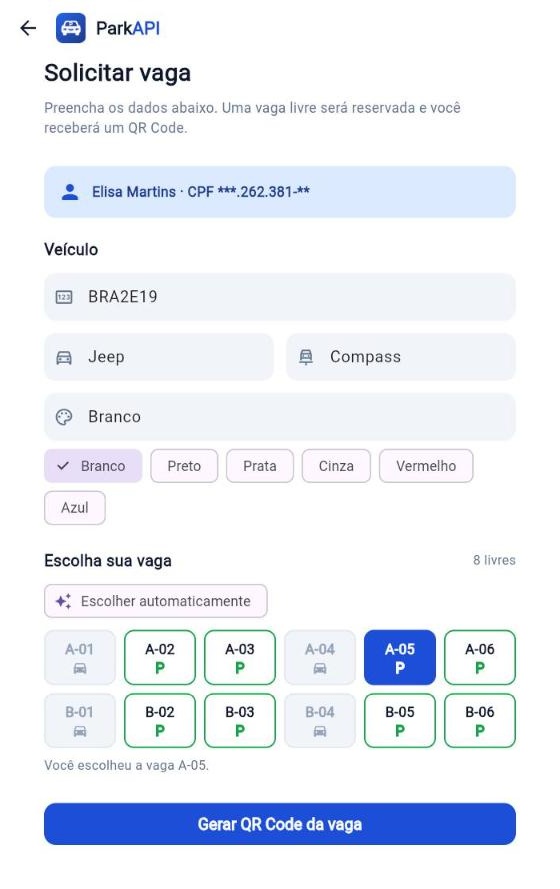 ParkAPI
Solicitar vaga
Preencha os dados abaixo. Uma vaga livre será reservada e você
receberá um QR Code.
Elisa Martins · CPF ***.262.381-**
Veículo
123 BRA2E19
Jeep Compass
Branco
Branco Preto Prata Cinza Vermelho
Azul
Escolha sua vaga 8 livres
Escolher automaticamente
A-01 A-02 A-03 A-04 A-05 A-06
P P P P
B-01 B-02 B-03 B-04 B-05 B-06
P P P P
Você escolheu a vaga A-05.
Gerar QR Code da vaga